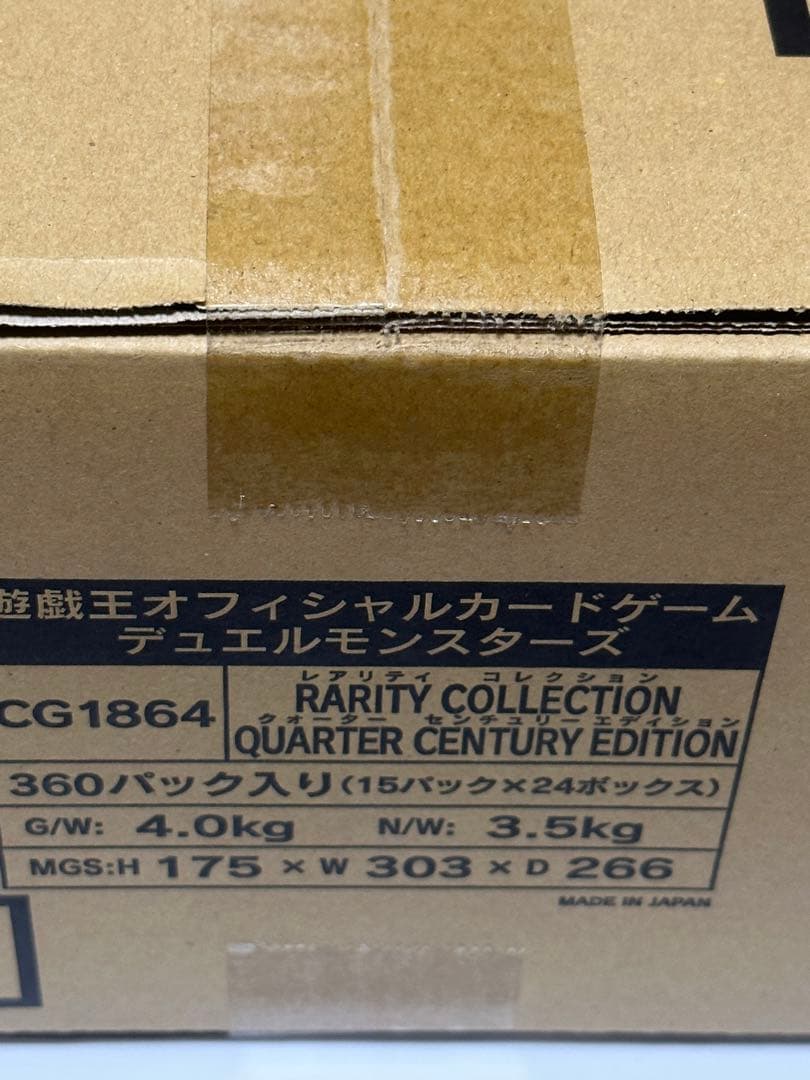 遊戯王オフィシャルカードゲーム
デュエルモンスターズ
CG1864
レアリティ コレクション
RARITY COLLECTION
クォーター センチュリー エディション
QUARTER CENTURY EDITION
360パック入り(15パック×24ボックス)
G/W: 4.0kg N/W: 3.5kg
MGS:H 175 × W 303 × D 266
MADE IN JAPAN